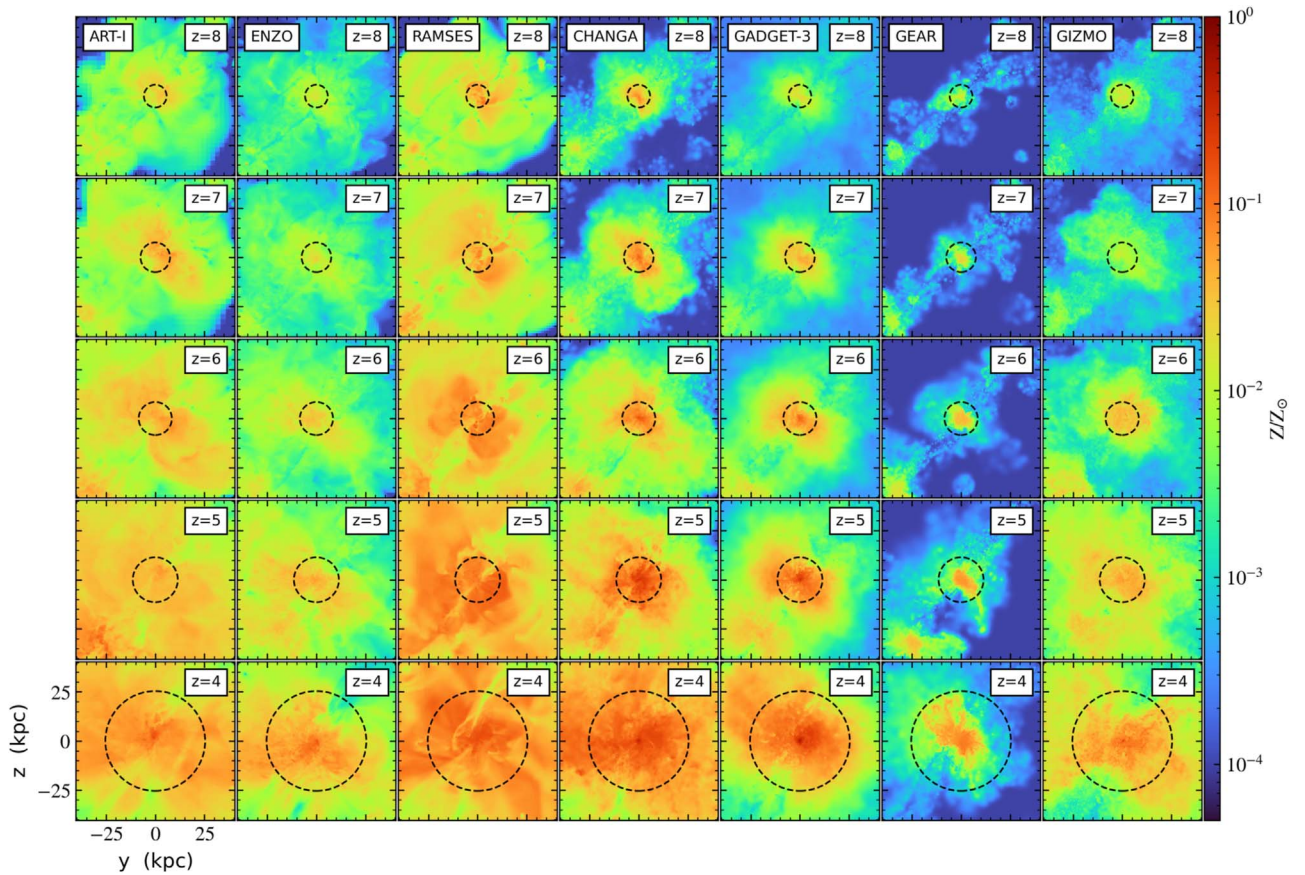 ART-I z=8 ENZO z=8 RAMSES z=8 CHANGA z=8 GADGET-3 z=8 GEAR z=8 GIZMO z=8 10⁰
z=7 z=7 z=7 z=7 z=7 z=7 z=7 10⁻¹
z=6 z=6 z=6 z=6 z=6 z=6 z=6 10⁻²
Z/Z⊙
z=5 z=5 z=5 z=5 z=5 z=5 z=5 10⁻³
z=4 z=4 z=4 z=4 z=4 z=4 z=4
25
z (kpc) 0
10⁻⁴
−25
−25 0 25
y (kpc)